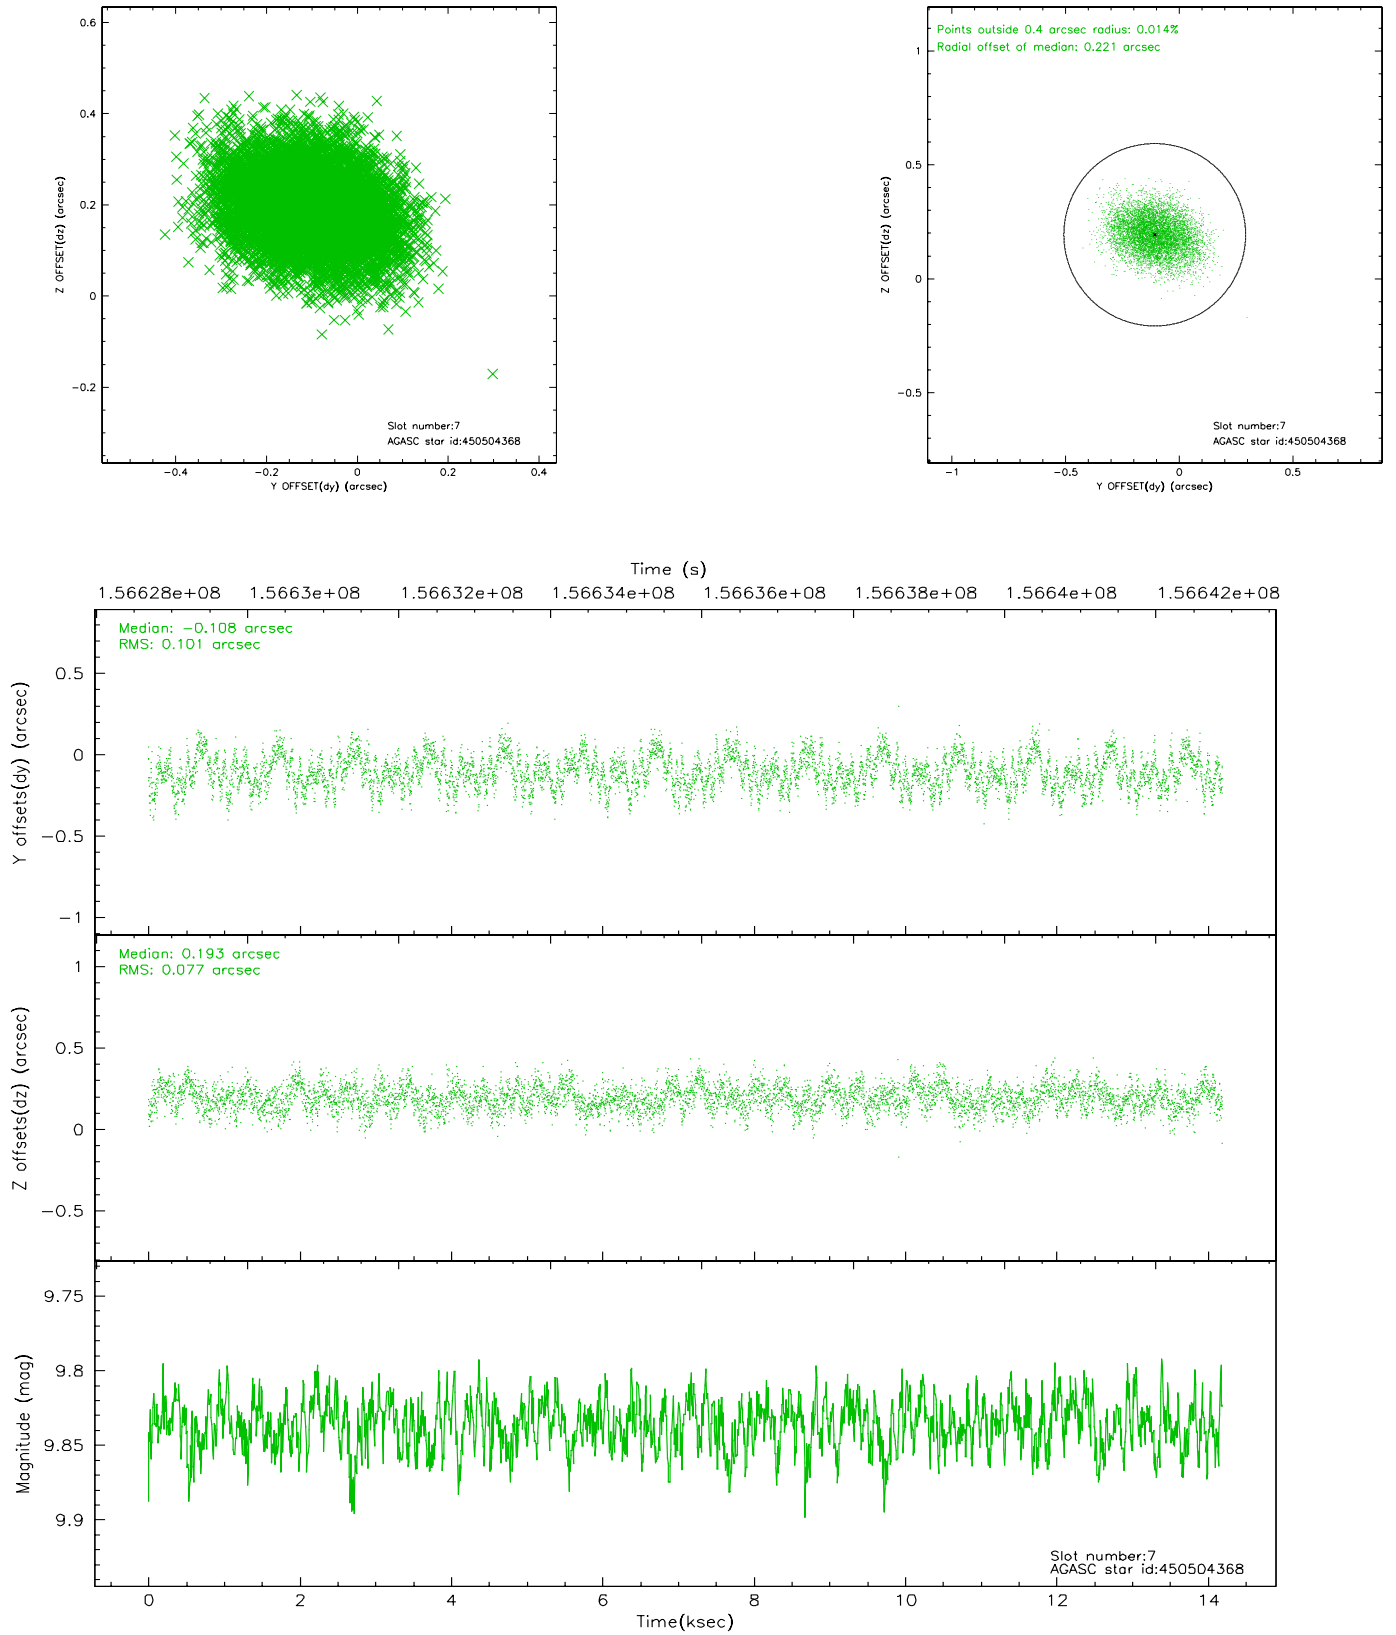 0.6
0.4
0.2
0
−0.2
Z OFFSET(dz) (arcsec)
Slot number:7
AGASC star id:450504368
−0.4 −0.2 0 0.2 0.4
Y OFFSET(dy) (arcsec)
Points outside 0.4 arcsec radius: 0.014%
Radial offset of median: 0.221 arcsec
1
0.5
0
−0.5
Z OFFSET(dz) (arcsec)
Slot number:7
AGASC star id:450504368
−1 −0.5 0 0.5
Y OFFSET(dy) (arcsec)
Time (s)
1.56628e+08 1.5663e+08 1.56632e+08 1.56634e+08 1.56636e+08 1.56638e+08 1.5664e+08 1.56642e+08
Median: −0.108 arcsec
RMS: 0.101 arcsec
0.5
0
−0.5
−1
Y offsets(dy) (arcsec)
Median: 0.193 arcsec
RMS: 0.077 arcsec
1
0.5
0
−0.5
Z offsets(dz) (arcsec)
9.75
9.8
9.85
9.9
Magnitude (mag)
Slot number:7
AGASC star id:450504368
0 2 4 6 8 10 12 14
Time(ksec)